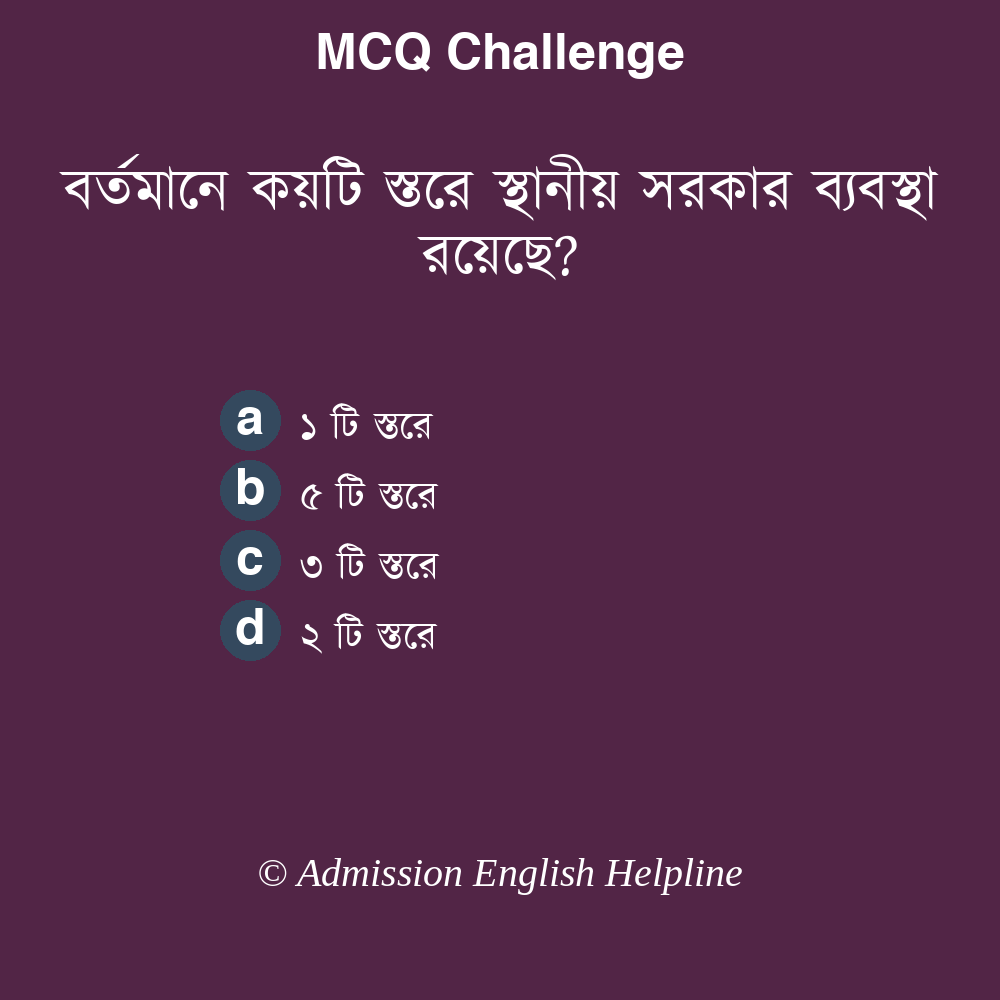 MCQ Challenge
বর্তমানে কয়টি স্তরে স্থানীয় সরকার ব্যবস্থা
রয়েছে?
a ১ টি স্তরে
b ৫ টি স্তরে
c ৩ টি স্তরে
d ২ টি স্তরে
© Admission English Helpline